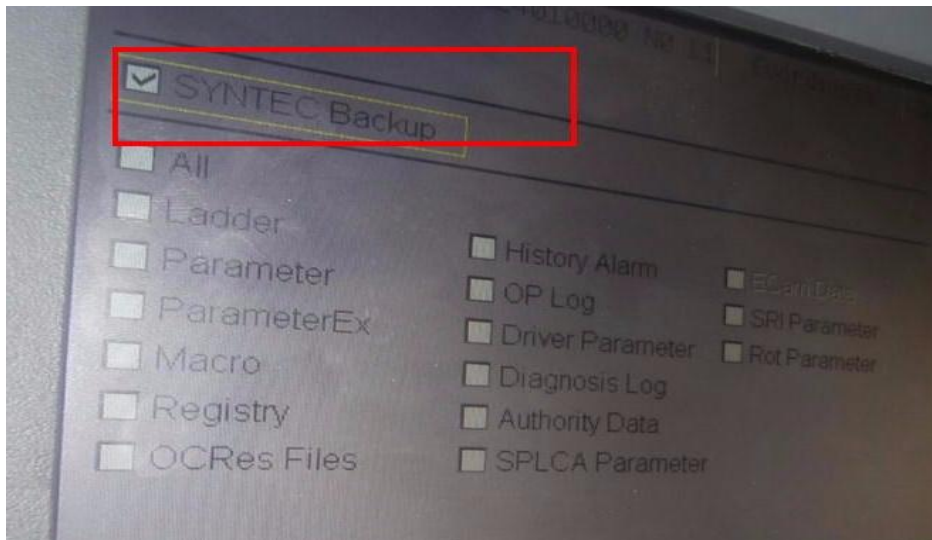 SYNTEC Backup
All
Ladder
Parameter
ParameterEx
Macro
Registry
OCRes Files
History Alarm
OP Log
Driver Parameter
Diagnosis Log
Authority Data
SPLCA Parameter
ECamData
SRI Parameter
Rot Parameter